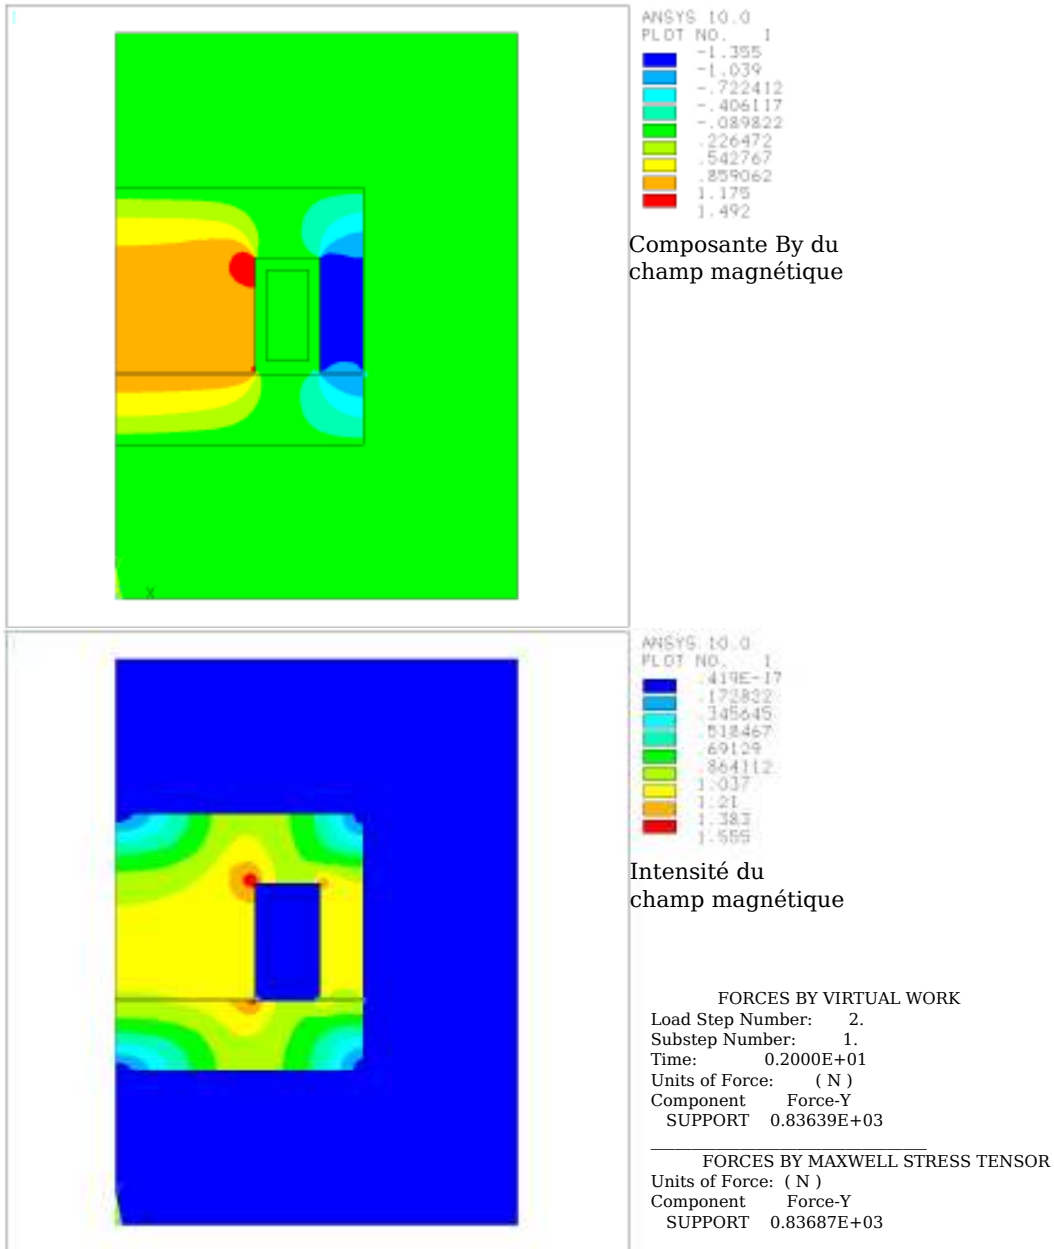 1
ANSYS 10.0
PLOT NO. 1
-1.355
-1.039
-.722412
-.406117
-.089822
.226472
.542767
.859062
1.175
1.492
Composante By du
champ magnétique
X
ANSYS 10.0
PLOT NO. 1
.419E-17
.172832
.345645
.518467
.69129
.864112
1.037
1.21
1.383
1.555
Intensité du
champ magnétique
FORCES BY VIRTUAL WORK
Load Step Number: 2.
Substep Number: 1.
Time: 0.2000E+01
Units of Force: ( N )
Component Force-Y
SUPPORT 0.83639E+03
FORCES BY MAXWELL STRESS TENSOR
Units of Force: ( N )
Component Force-Y
SUPPORT 0.83687E+03